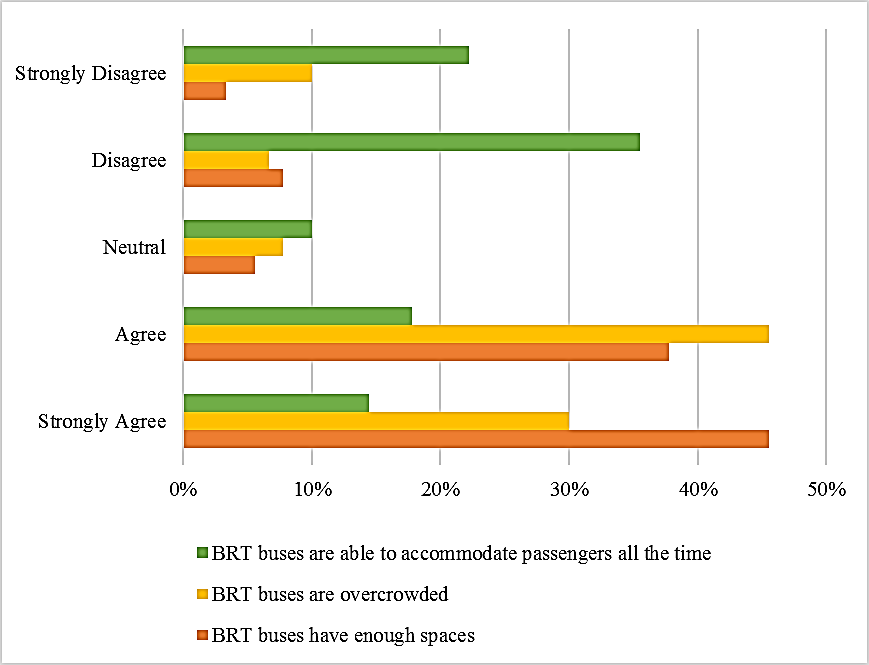 Strongly Disagree
Disagree
Neutral
Agree
Strongly Agree
0% 10% 20% 30% 40% 50%
BRT buses are able to accommodate passengers all the time
BRT buses are overcrowded
BRT buses have enough spaces